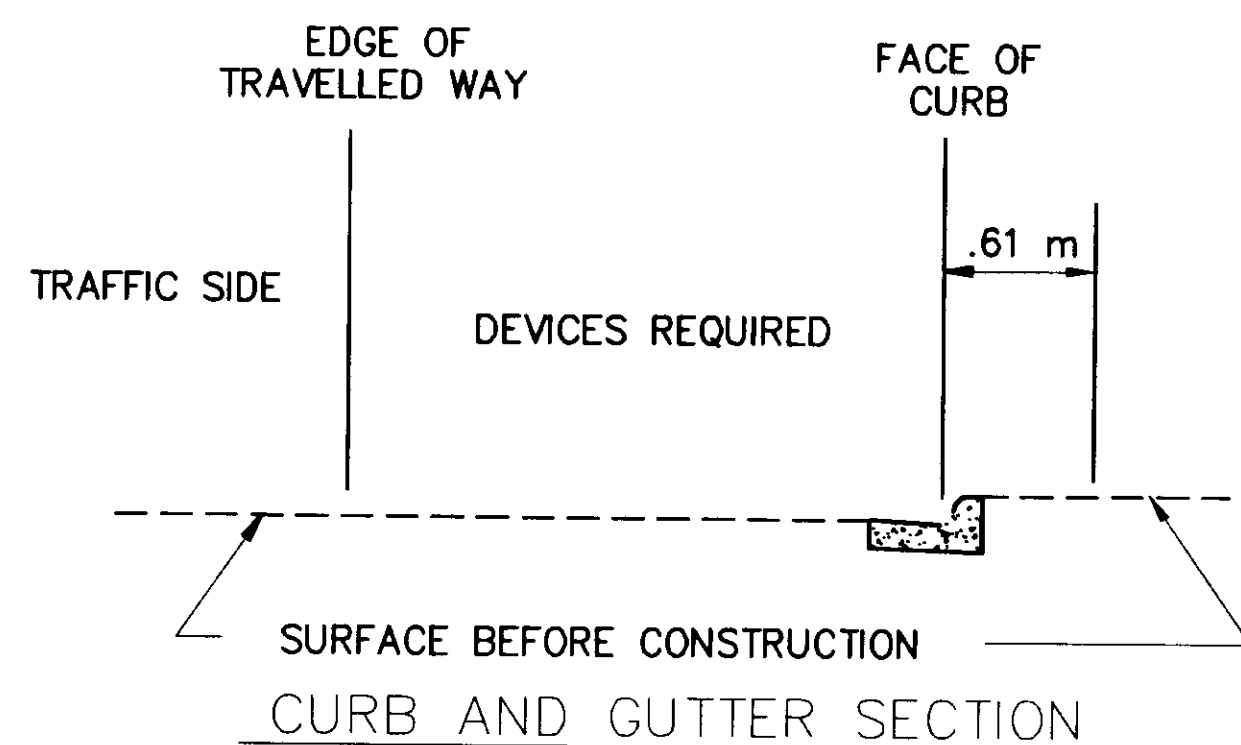 EDGE OF
TRAVELLED WAY
FACE OF
CURB
.61 m
TRAFFIC SIDE
DEVICES REQUIRED
SURFACE BEFORE CONSTRUCTION
CURB AND GUTTER SECTION